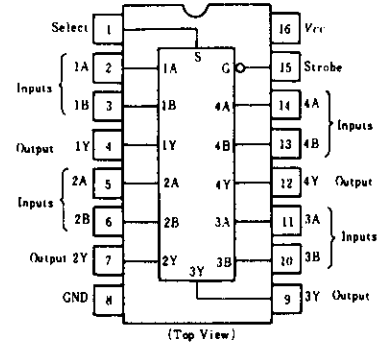 Select 1 S 16 Vcc
1A 2 1A G 15 Strobe
Inputs
1B 3 1B 4A 14 4A
Inputs
Output 1Y 4 1Y 4B 13 4B
2A 5 2A 4Y 12 4Y Output
Inputs
2B 6 2B 3A 11 3A
Inputs
Output 2Y 7 2Y 3B 10 3B
3Y
GND 8 9 3Y Output
(Top View)